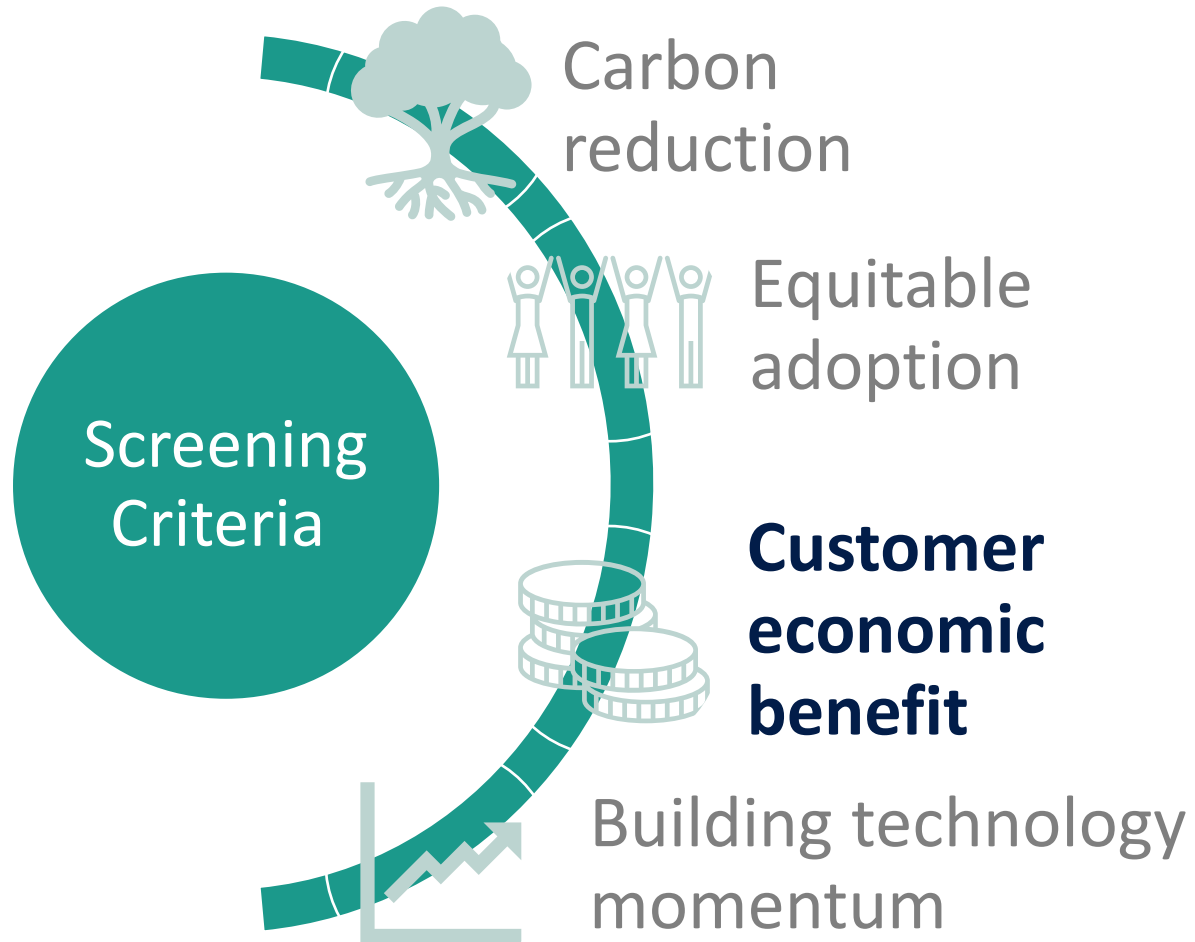 Carbon
reduction
Equitable
adoption
Screening
Criteria
Customer
economic
benefit
Building technology
momentum